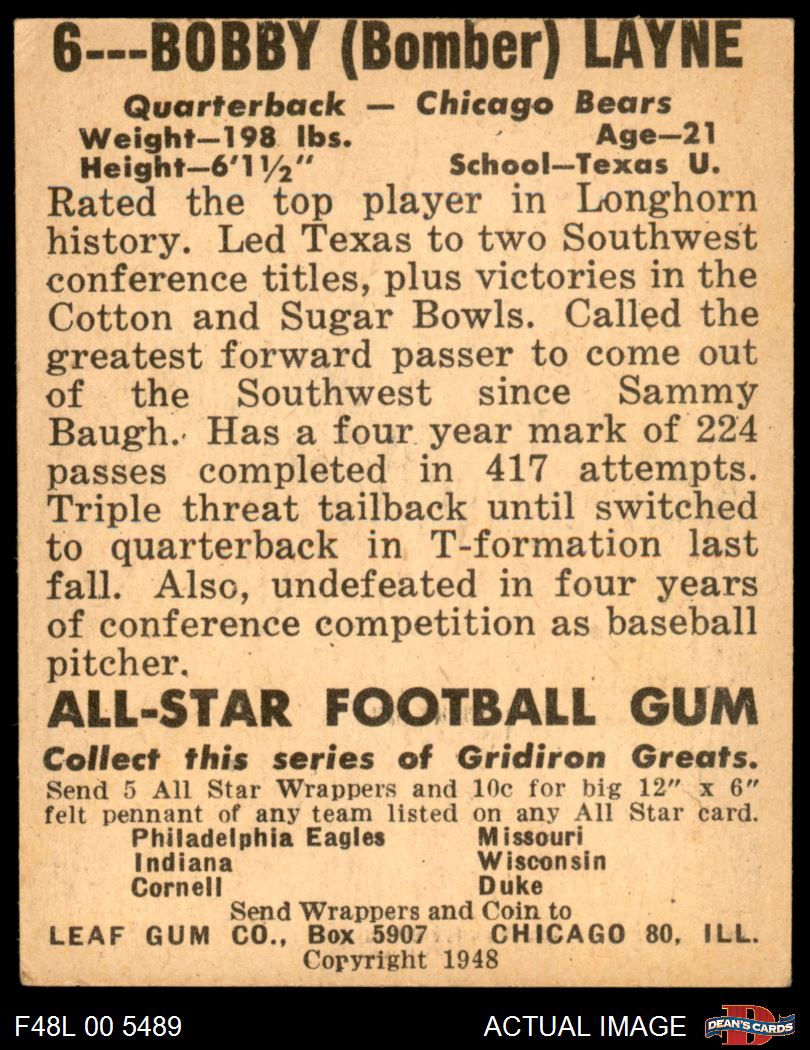 6---BOBBY (Bomber) LAYNE
Quarterback — Chicago Bears
Weight—198 lbs. Age—21
Height—6'1½" School—Texas U.
Rated the top player in Longhorn
history. Led Texas to two Southwest
conference titles, plus victories in the
Cotton and Sugar Bowls. Called the
greatest forward passer to come out
of the Southwest since Sammy
Baugh. Has a four year mark of 224
passes completed in 417 attempts.
Triple threat tailback until switched
to quarterback in T-formation last
fall. Also, undefeated in four years
of conference competition as baseball
pitcher.
ALL-STAR FOOTBALL GUM
Collect this series of Gridiron Greats.
Send 5 All Star Wrappers and 10c for big 12" x 6"
felt pennant of any team listed on any All Star card.
Philadelphia Eagles Missouri
Indiana Wisconsin
Cornell Duke
Send Wrappers and Coin to
LEAF GUM CO., Box 5907 CHICAGO 80, ILL.
Copyright 1948
F48L 00 5489 ACTUAL IMAGE DEAN'S CARDS